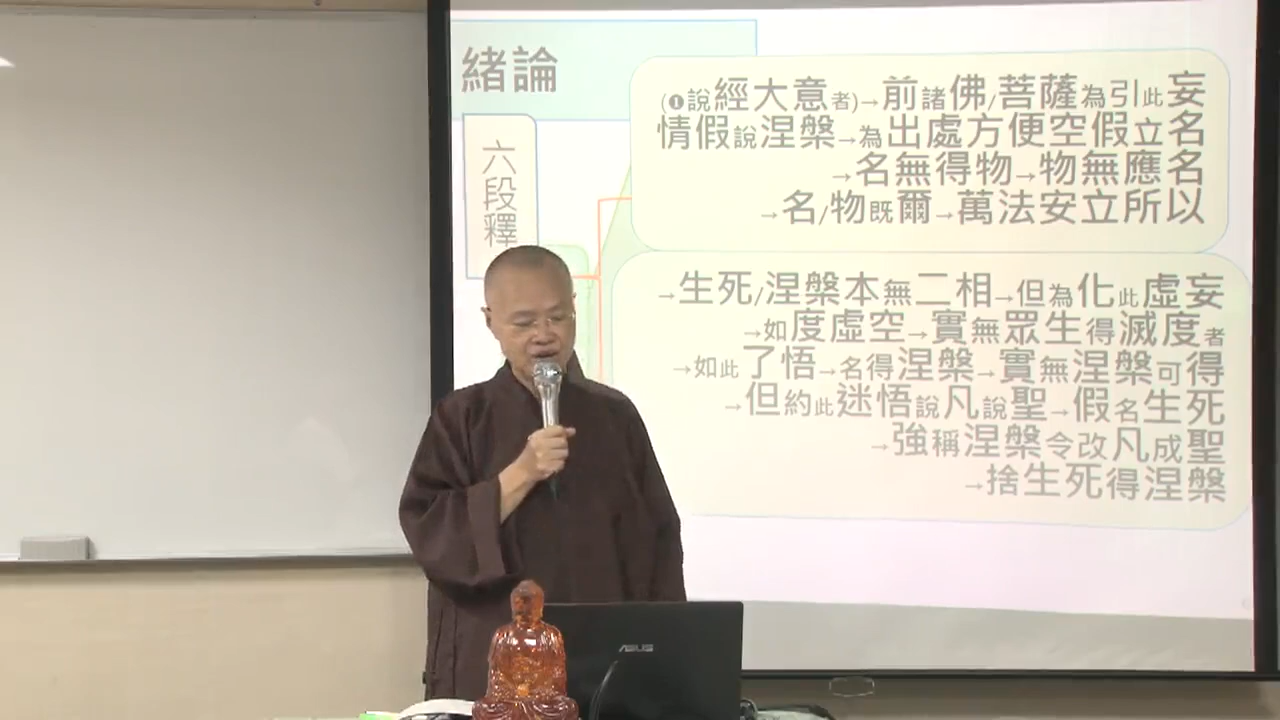 緒論
六段釋
(❶說經大意者)→前諸佛/菩薩為引此妄
情假說涅槃→為出處方便空假立名
→名無得物→物無應名
→名/物既爾→萬法安立所以
→生死/涅槃本無二相→但為化此虛妄
→如度虛空→實無眾生得滅度者
→如此了悟→名得涅槃→實無涅槃可得
→但約此迷悟說凡說聖→假名生死
→強稱涅槃令改凡成聖
→捨生死得涅槃
ASUS